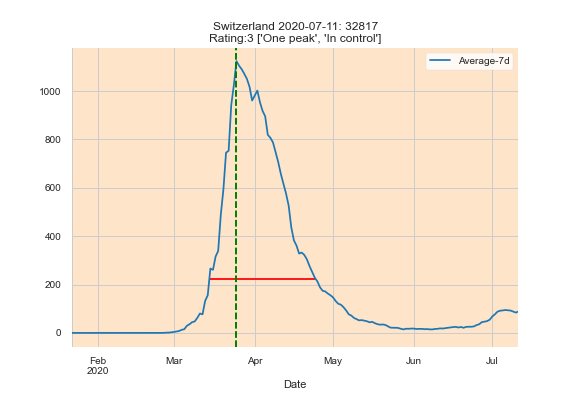 Switzerland 2020-07-11: 32817
Rating:3 ['One peak', 'In control']
Average-7d
1000
800
600
400
200
0
Feb
2020
Mar
Apr
May
Jun
Jul
Date